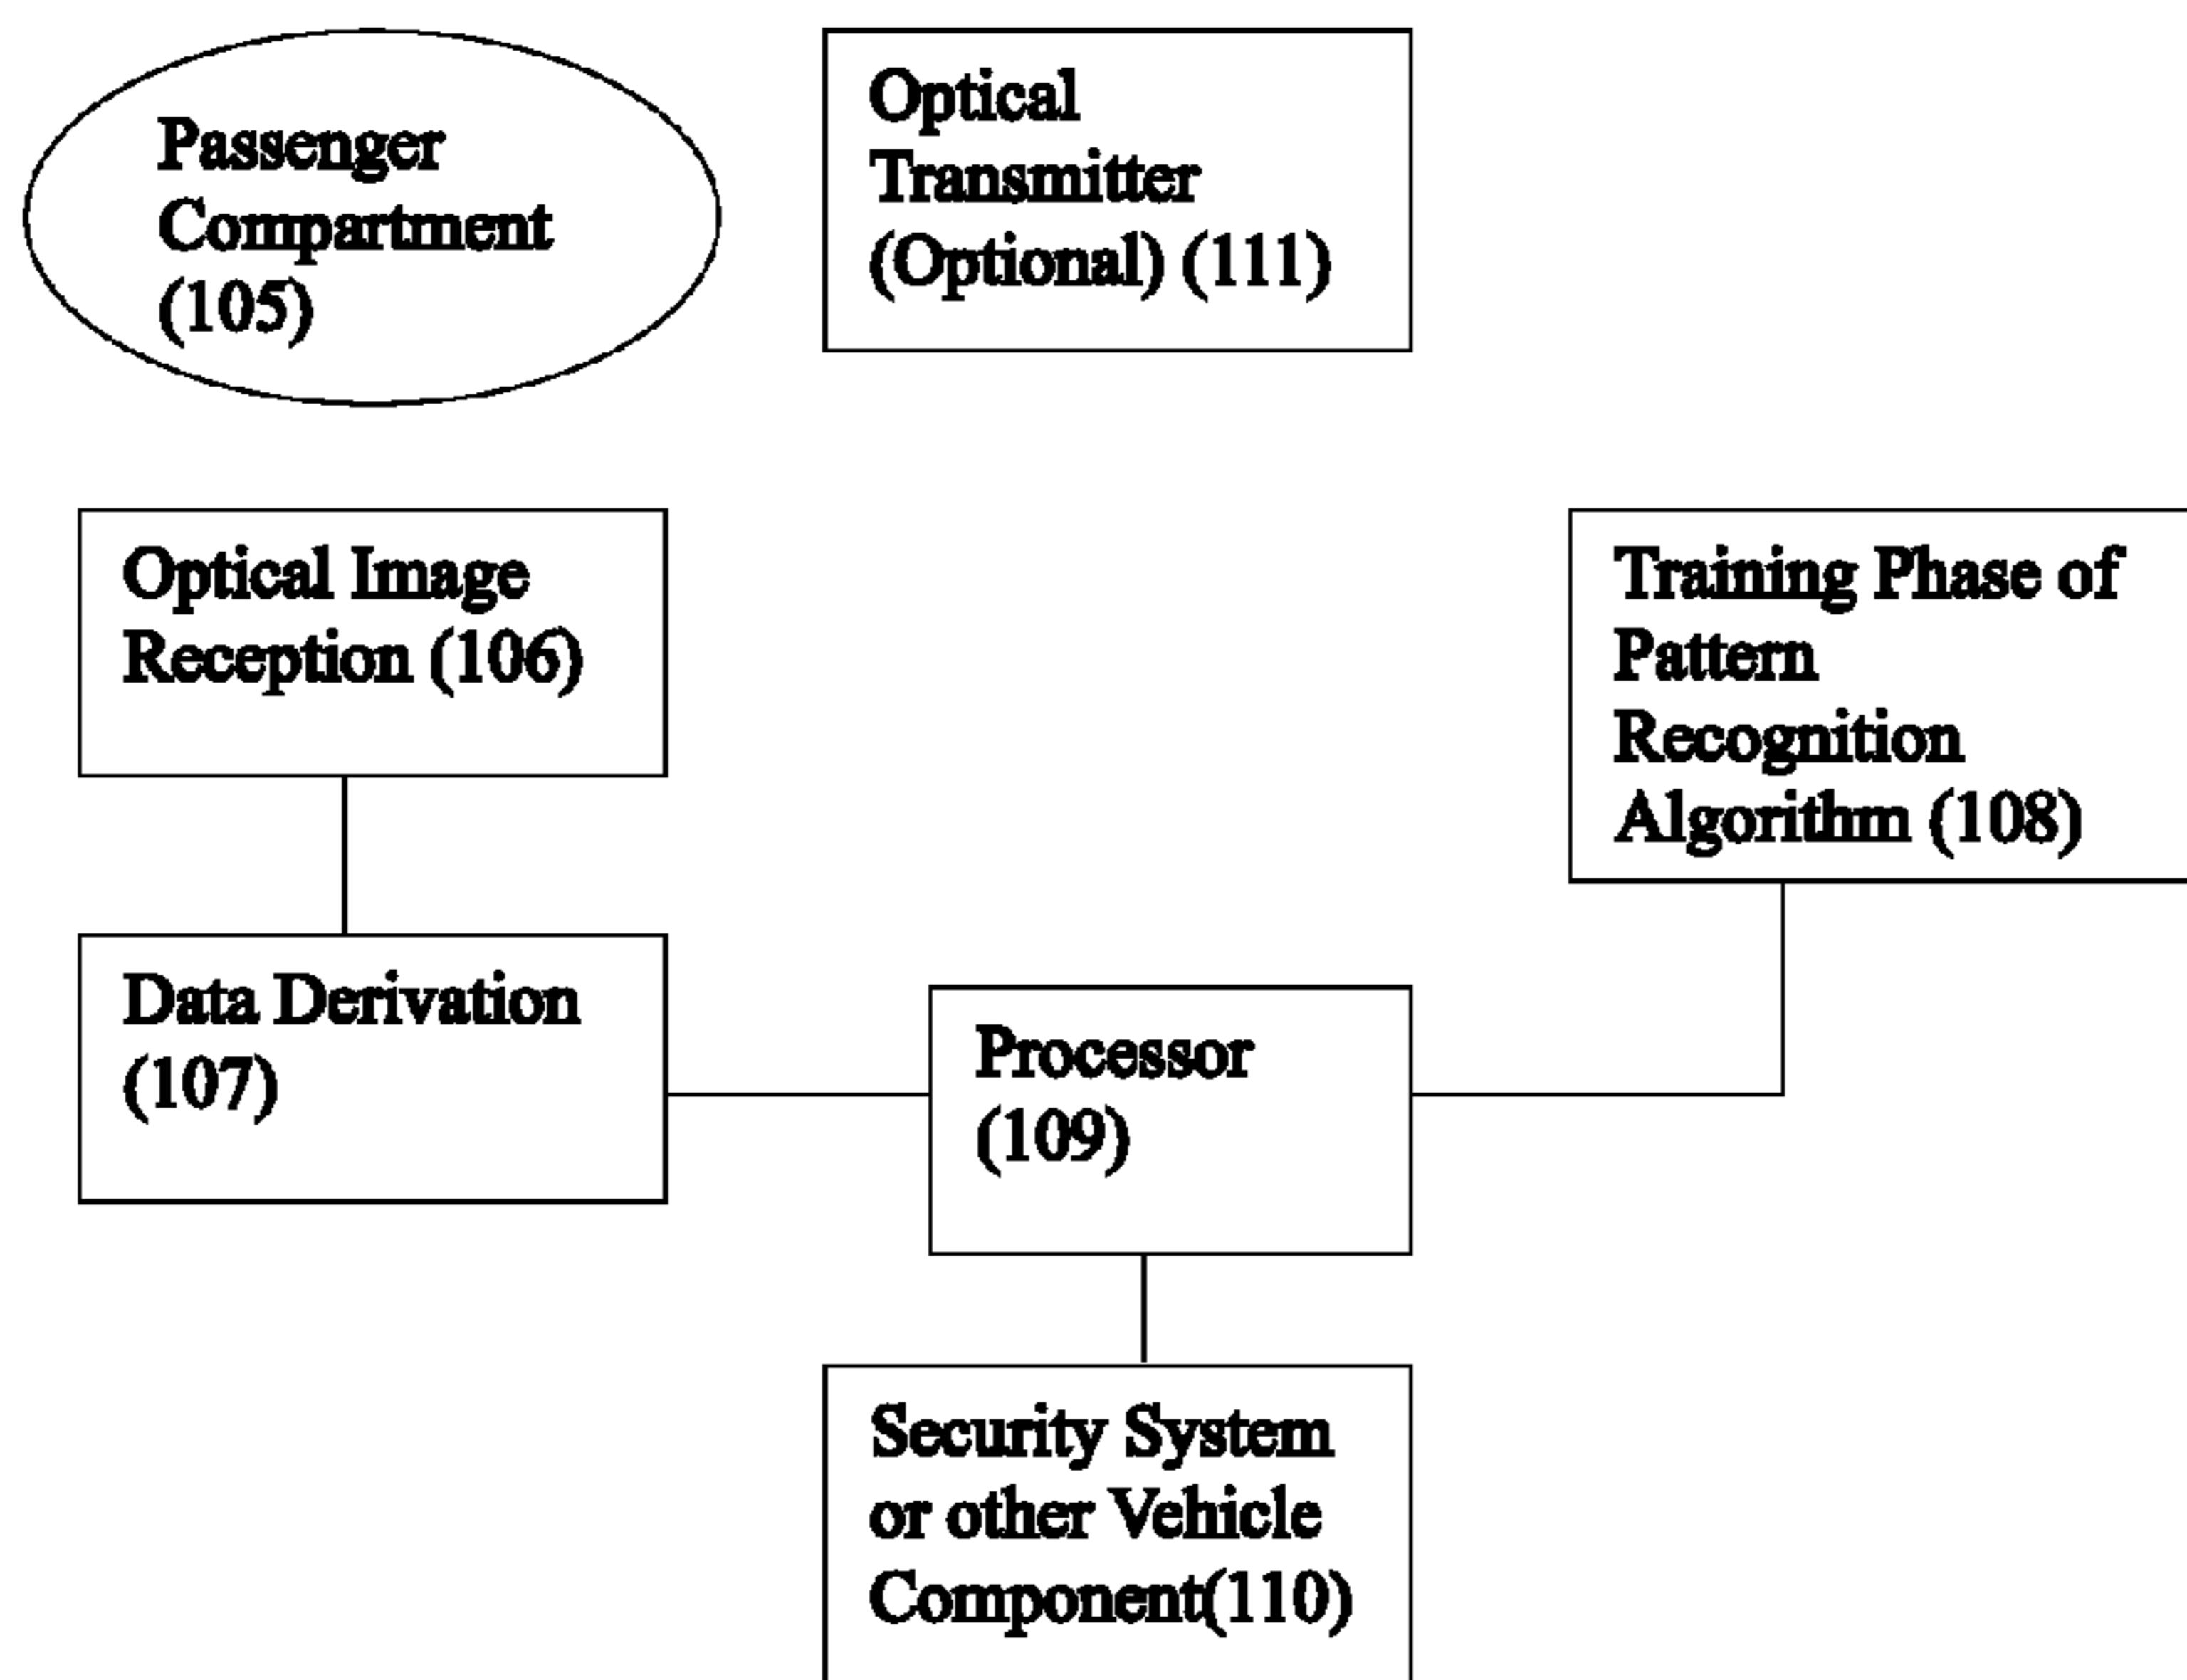 Passenger
Compartment
(105)
Optical
Transmitter
(Optional) (111)
Optical Image
Reception (106)
Training Phase of
Pattern
Recognition
Algorithm (108)
Data Derivation
(107)
Processor
(109)
Security System
or other Vehicle
Component(110)